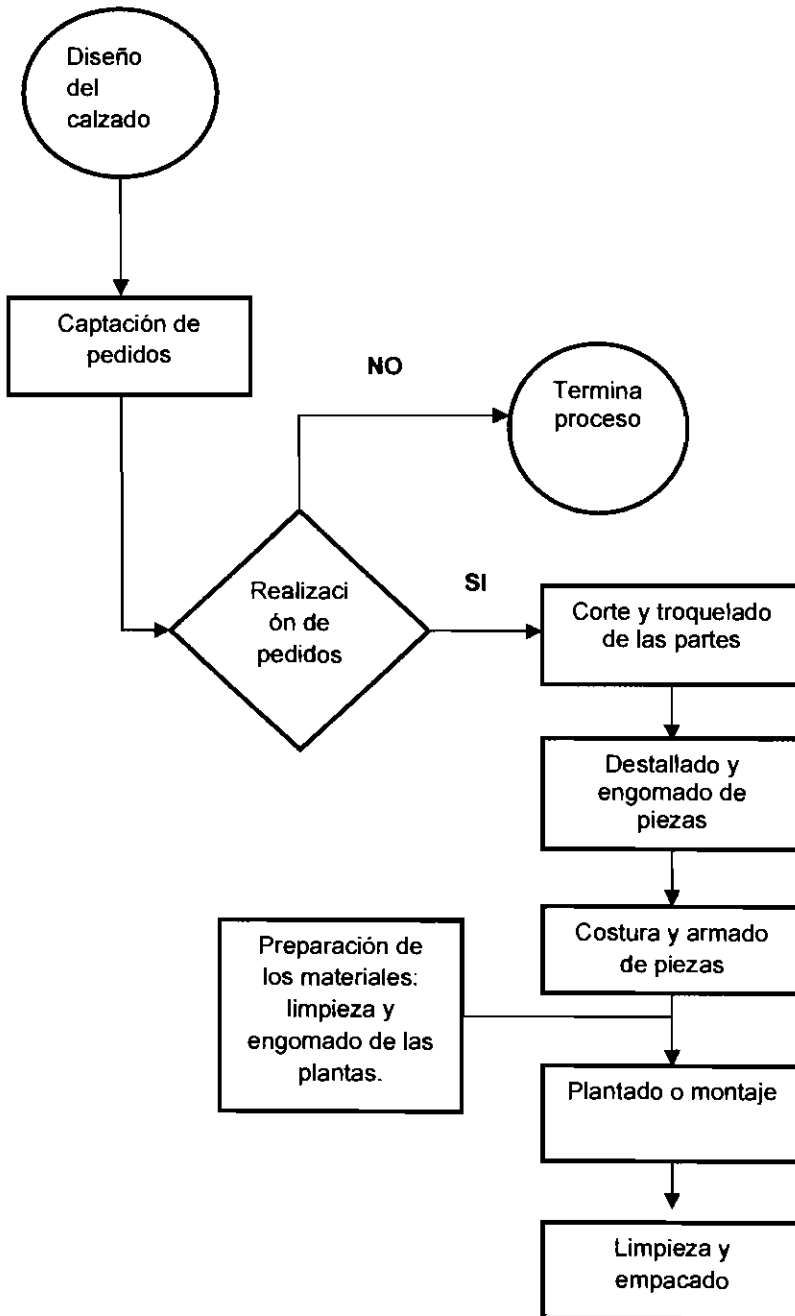 Diseño
del
calzado
Captación de
pedidos
NO
Termina
proceso
Realizaci
ón de
pedidos
SI
Corte y troquelado
de las partes
Destallado y
engomado de
piezas
Costura y armado
de piezas
Preparación de
los materiales:
limpieza y
engomado de las
plantas.
Plantado o montaje
Limpieza y
empacado